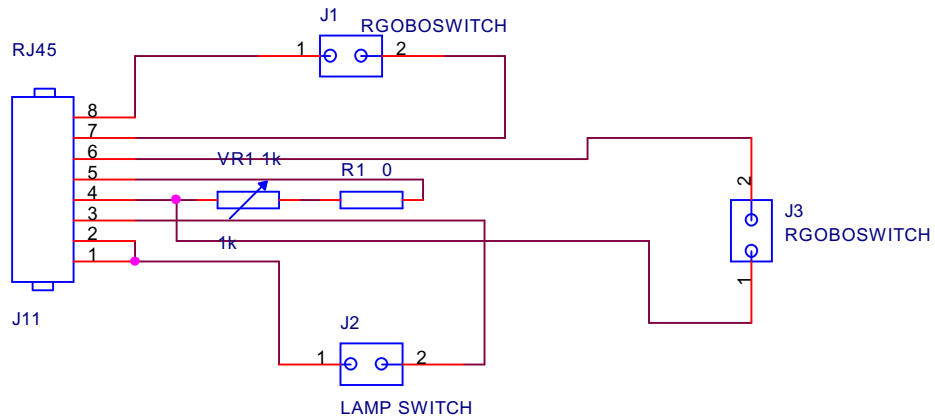 J1
RGOBOSWITCH
1 2
RJ45
8
7
6
VR1 1k
5
R1 0
4
3
2
1k
1
2
J3
RGOBOSWITCH
1
J11
J2
1 2
LAMP SWITCH